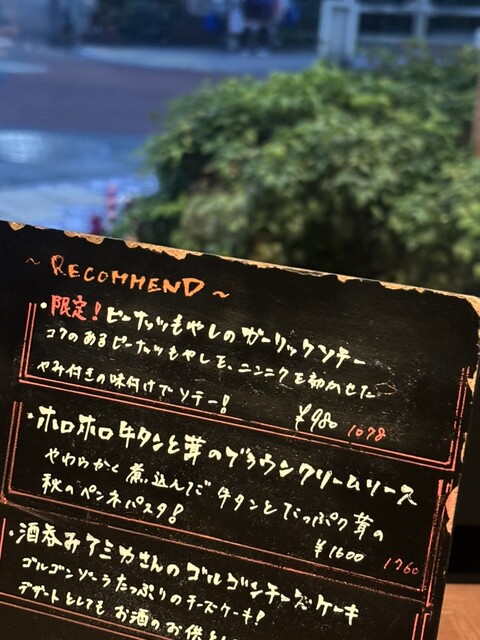 ~ RECOMMEND ~
・限定！ピーナッツもやしのガーリックソテー
コクのあるピーナッツもやしを、ニンニクを効かせた
やみ付きの味付けでソテー！
¥980 1078
・ホロホロ牛タンと茸のブラウンクリームソース
やわらかく煮込んだ牛タンとたっぷり茸の
秋のペンネパスタ！
¥1600 1760
・酒呑みアミカさんのゴルゴンチーズケーキ
ゴルゴンゾーラたっぷりのチーズケーキ！
デザートとしてもお酒のお供とし